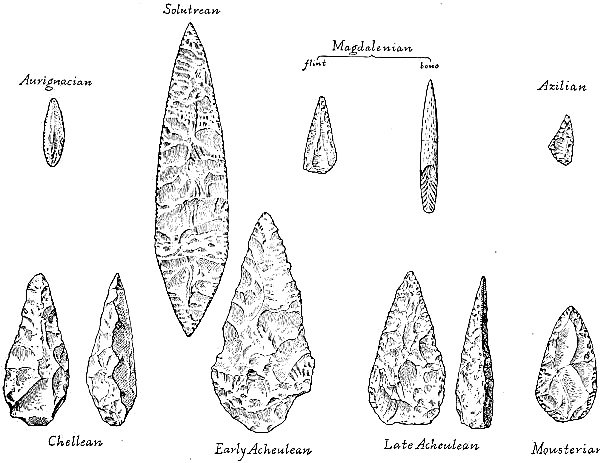 Solutrean
Magdalenian
flint
bone
Aurignacian
Azilian
Chellean
Early Acheulean
Late Acheulean
Mousterian